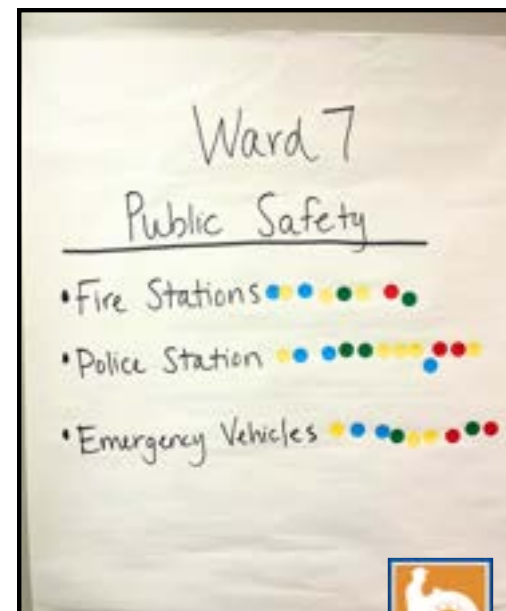 Ward 7
Public Safety
• Fire Stations
• Police Station
• Emergency Vehicles